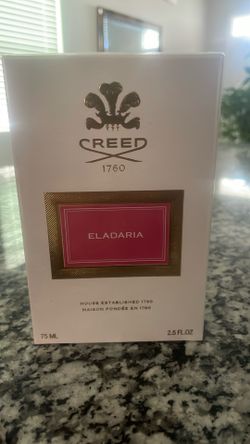 CREED
1760
ELADARIA
HOUSE ESTABLISHED 1760
MAISON FONDÉE EN 1760
75 ML 2.5 FL.OZ